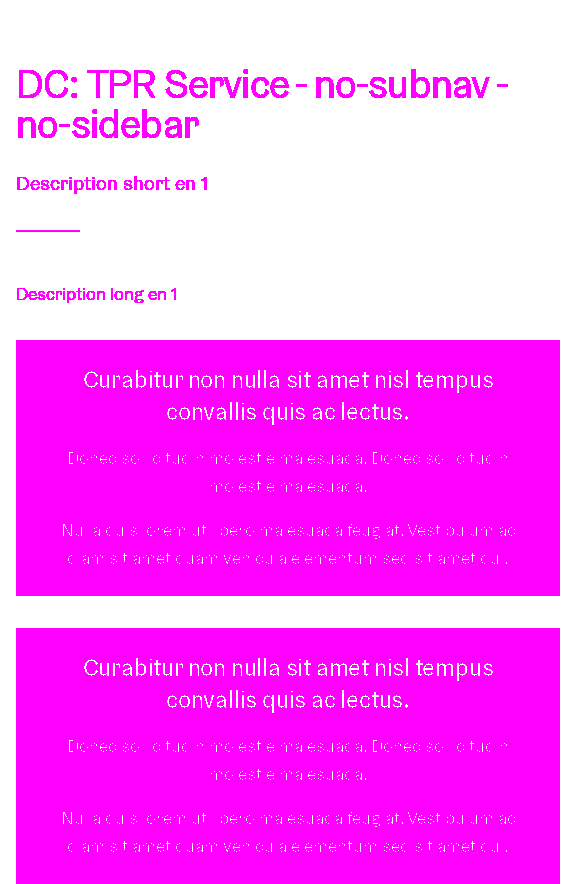 DC: TPR Service - no-subnav -
no-sidebar
Description short en 1
Description long en 1
Curabitur non nulla sit amet nisl tempus
convallis quis ac lectus.
Donec sollicitudin molestie malesuada. Donec sollicitudin
molestie malesuada.
Nulla quis lorem ut libero malesuada feugiat. Vestibulum ac
diam sit amet quam vehicula elementum sed sit amet dui.
Curabitur non nulla sit amet nisl tempus
convallis quis ac lectus.
Donec sollicitudin molestie malesuada. Donec sollicitudin
molestie malesuada.
Nulla quis lorem ut libero malesuada feugiat. Vestibulum ac
diam sit amet quam vehicula elementum sed sit amet dui.